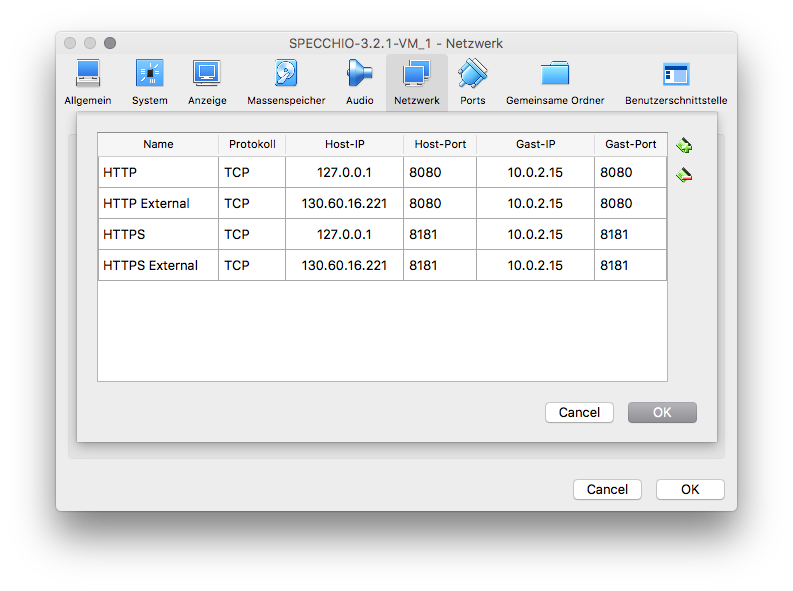 SPECCHIO-3.2.1-VM_1 - Netzwerk
Allgemein System Anzeige Massenspeicher Audio Netzwerk Ports Gemeinsame Ordner Benutzerschnittstelle
Name Protokoll Host-IP Host-Port Gast-IP Gast-Port
HTTP TCP 127.0.0.1 8080 10.0.2.15 8080
HTTP External TCP 130.60.16.221 8080 10.0.2.15 8080
HTTPS TCP 127.0.0.1 8181 10.0.2.15 8181
HTTPS External TCP 130.60.16.221 8181 10.0.2.15 8181
Cancel OK
Cancel OK